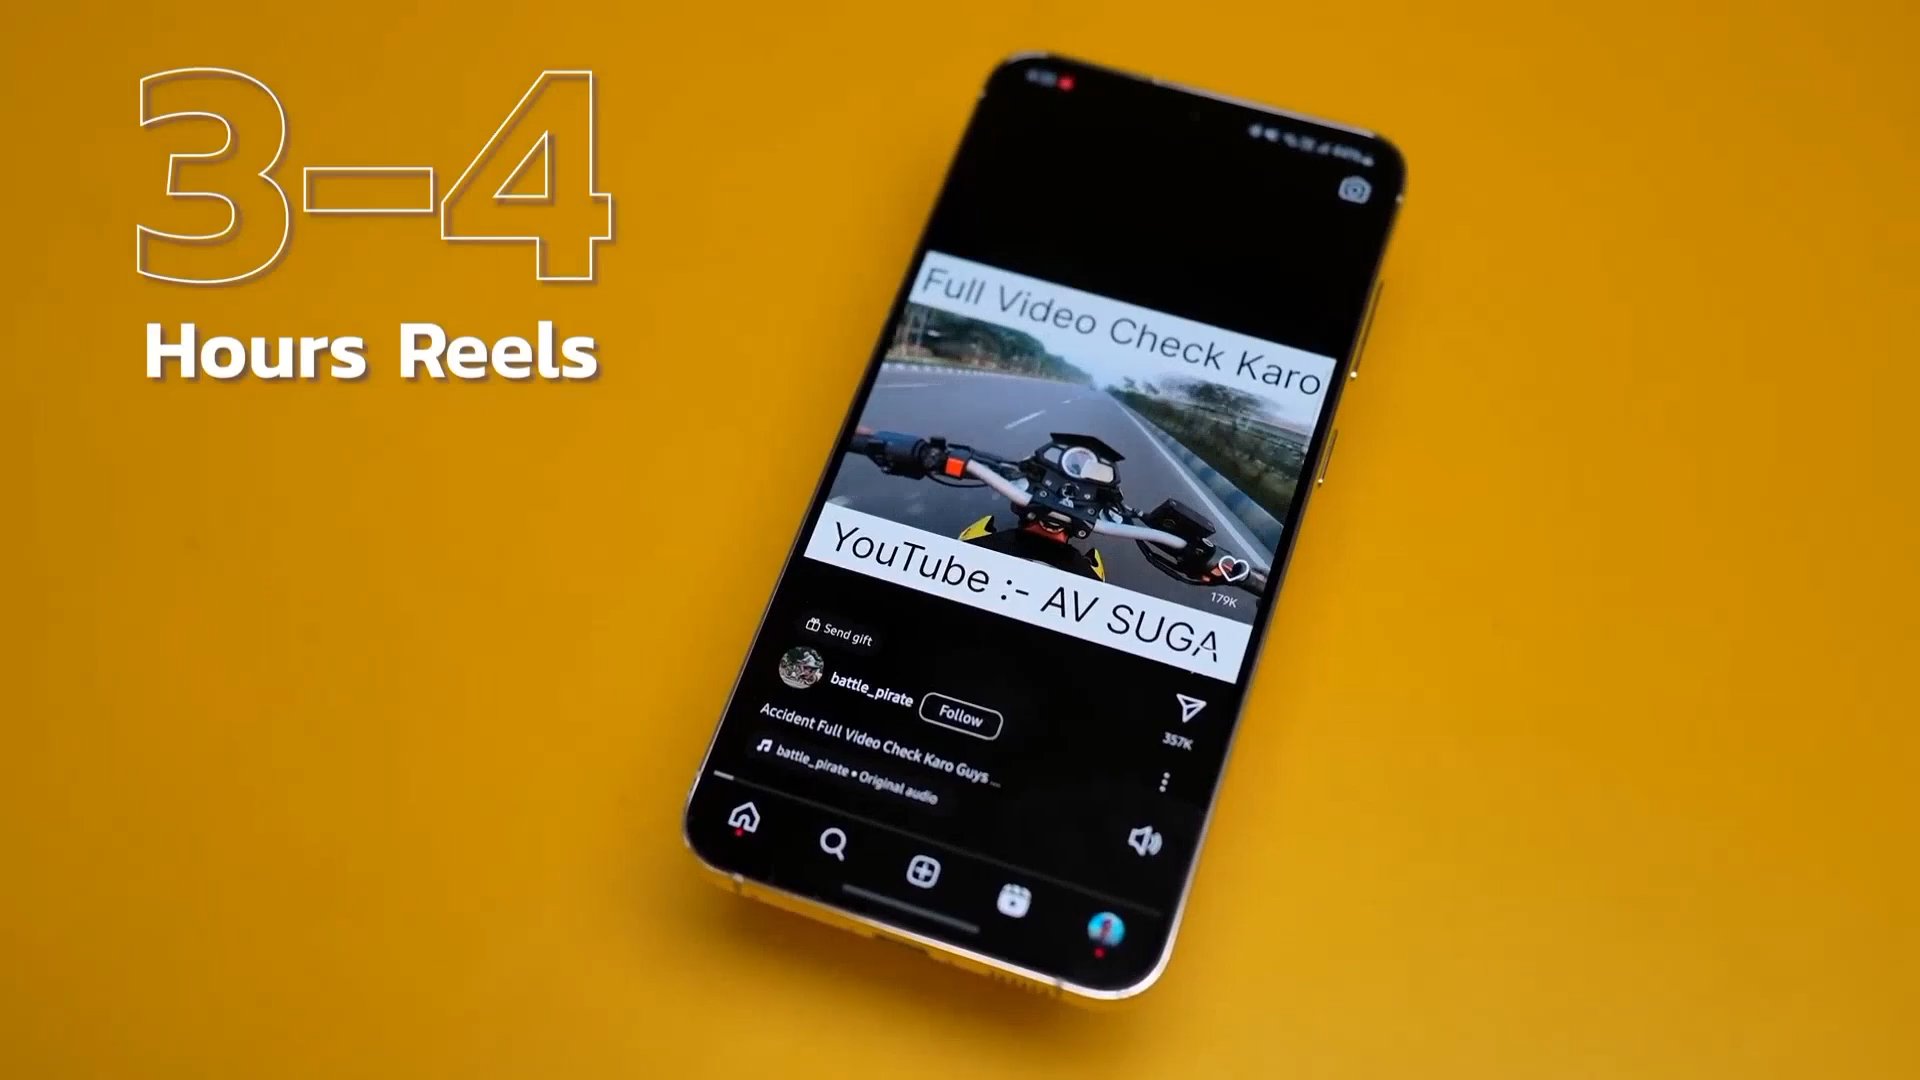 3-4
Hours Reels
Full Video Check Karo
YouTube :- AV SUGA
179K
Send gift
battle_pirate
Follow
357K
Accident Full Video Check Karo Guys ...
battle_pirate • Original audio